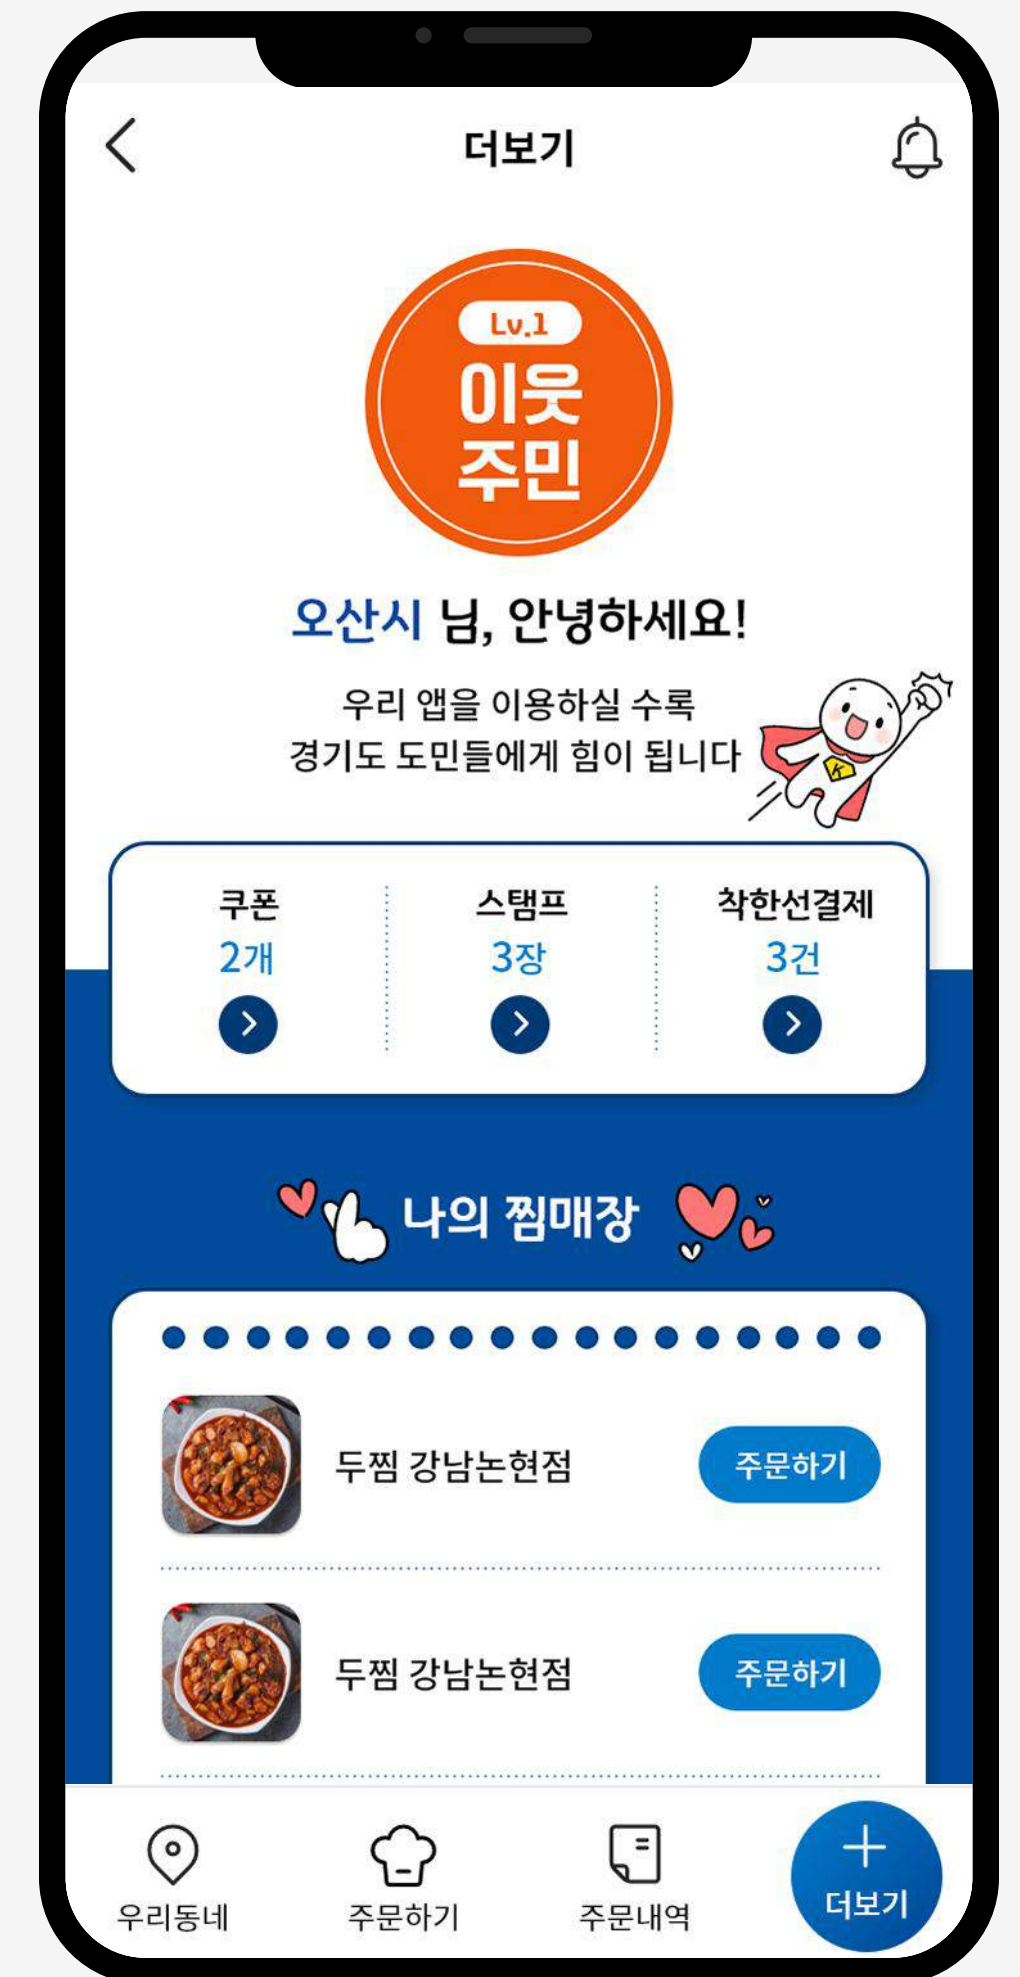 더보기
Lv.1
이웃
주민
오산시 님, 안녕하세요!
우리 앱을 이용하실 수록
경기도 도민들에게 힘이 됩니다
K
쿠폰 스탬프 착한선결제
2개 3장 3건
나의 찜매장
두찜 강남논현점 주문하기
두찜 강남논현점 주문하기
우리동네 주문하기 주문내역 더보기